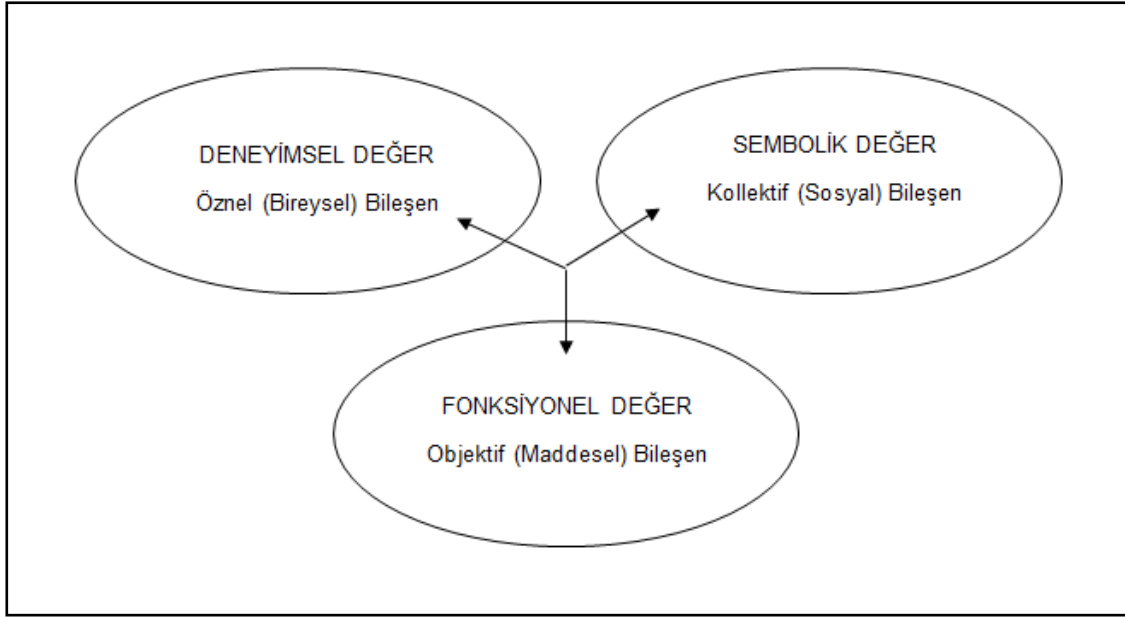 DENEYİMSEL DEĞER
Öznel (Bireysel) Bileşen
SEMBOLİK DEĞER
Kollektif (Sosyal) Bileşen
FONKSİYONEL DEĞER
Objektif (Maddesel) Bileşen